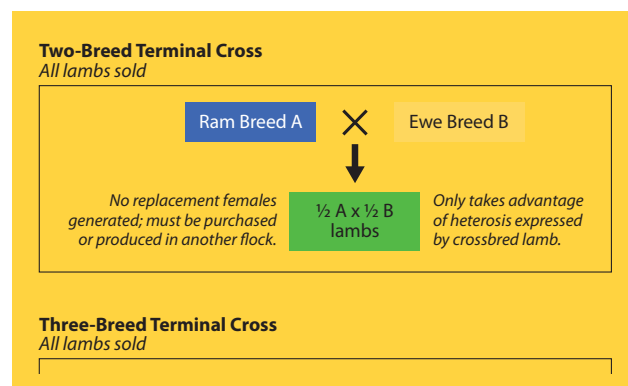 Two-Breed Terminal Cross
All lambs sold
Ram Breed A
Ewe Breed B
No replacement females
generated; must be purchased
or produced in another flock.
½ A x ½ B
lambs
Only takes advantage
of heterosis expressed
by crossbred lamb.
Three-Breed Terminal Cross
All lambs sold